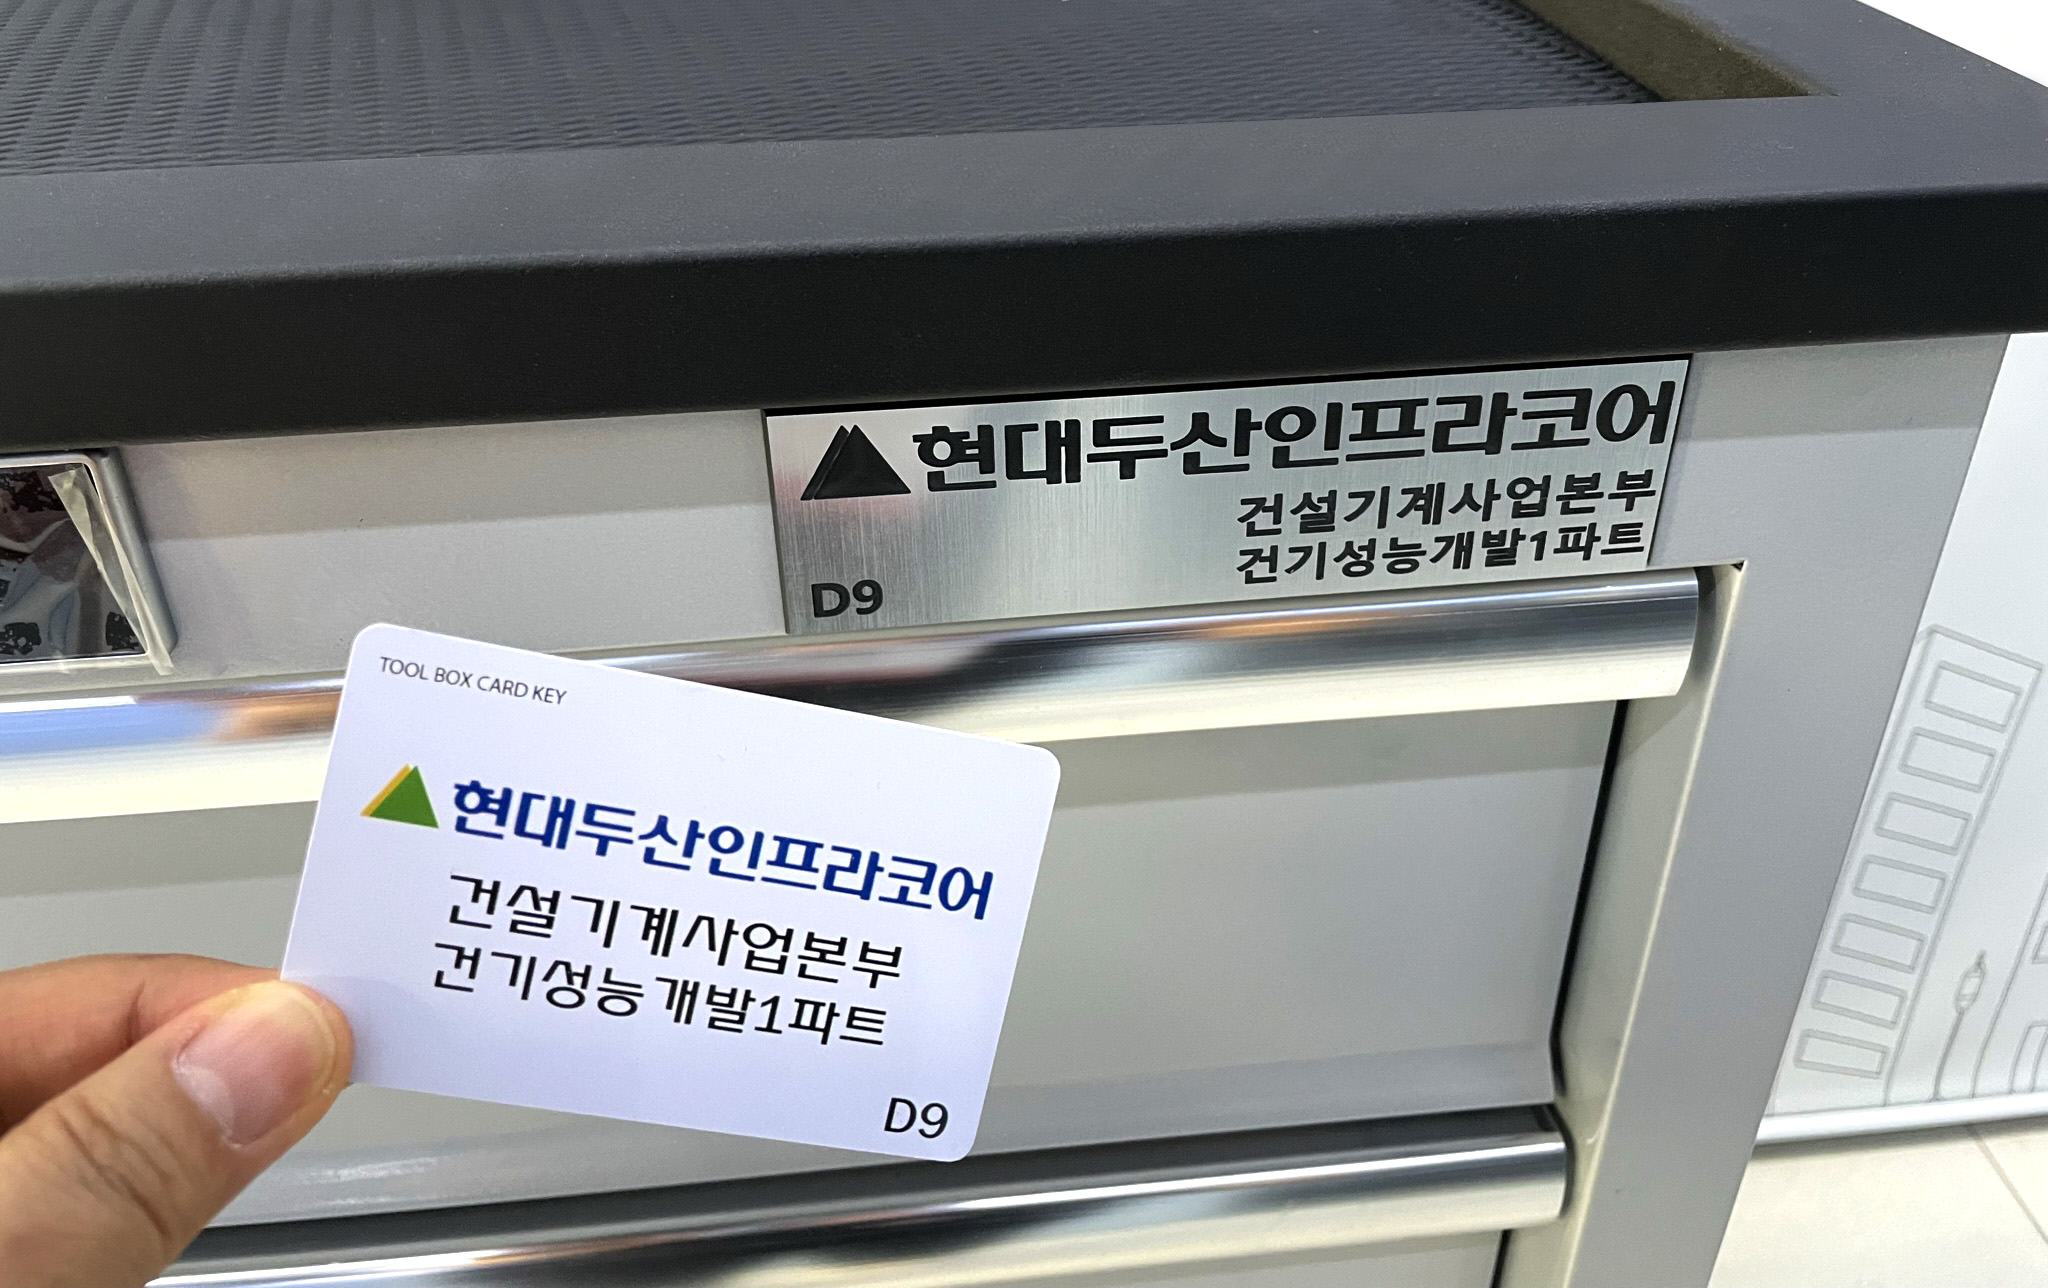 현대두산인프라코어
건설기계사업본부
건기성능개발1파트
D9
TOOL BOX CARD KEY
현대두산인프라코어
건설기계사업본부
건기성능개발1파트
D9